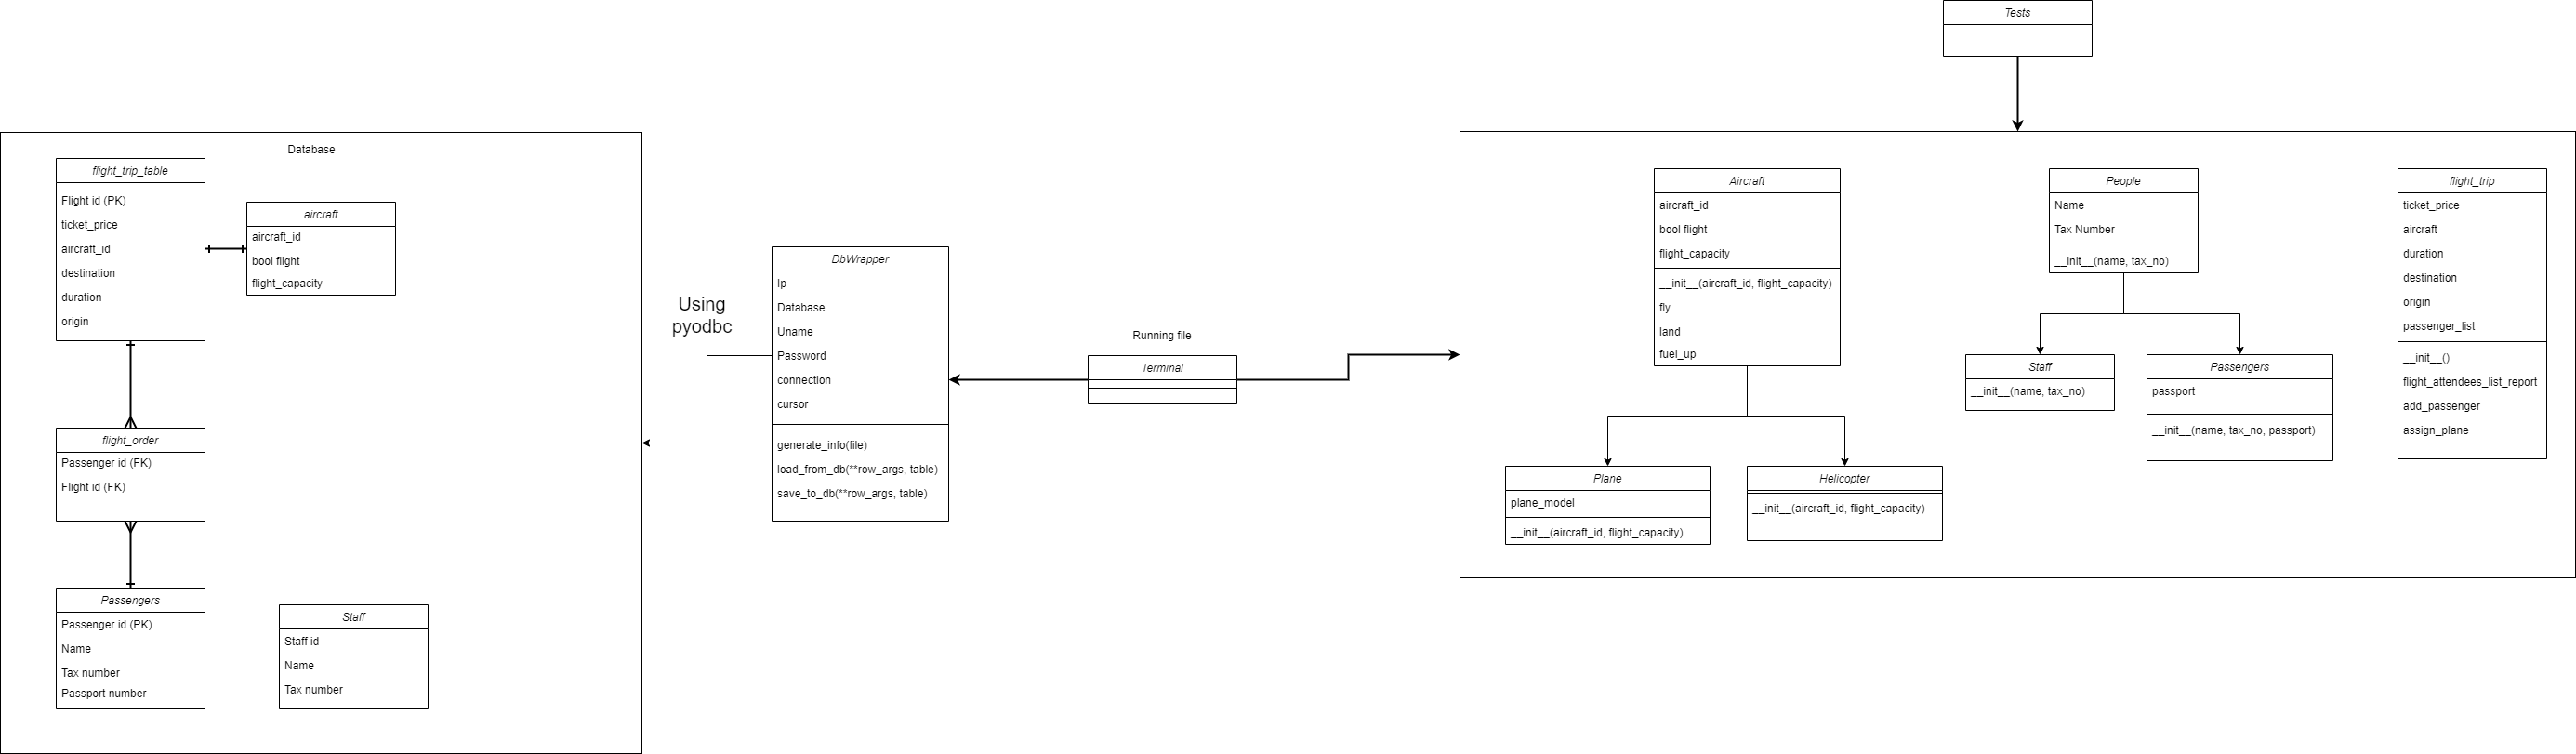 Tests
Database
flight_trip_table
Flight id (PK)
ticket_price
aircraft_id
destination
duration
origin
aircraft
aircraft_id
bool flight
flight_capacity
flight_order
Passenger id (FK)
Flight id (FK)
Passengers
Passenger id (PK)
Name
Tax number
Passport number
Staff
Staff id
Name
Tax number
Using
pyodbc
DbWrapper
Ip
Database
Uname
Password
connection
cursor
generate_info(file)
load_from_db(**row_args, table)
save_to_db(**row_args, table)
Running file
Terminal
Aircraft
aircraft_id
bool flight
flight_capacity
__init__(aircraft_id, flight_capacity)
fly
land
fuel_up
Plane
plane_model
__init__(aircraft_id, flight_capacity)
Helicopter
__init__(aircraft_id, flight_capacity)
People
Name
Tax Number
__init__(name, tax_no)
Staff
__init__(name, tax_no)
Passengers
passport
__init__(name, tax_no, passport)
flight_trip
ticket_price
aircraft
duration
destination
origin
passenger_list
__init__()
flight_attendees_list_report
add_passenger
assign_plane